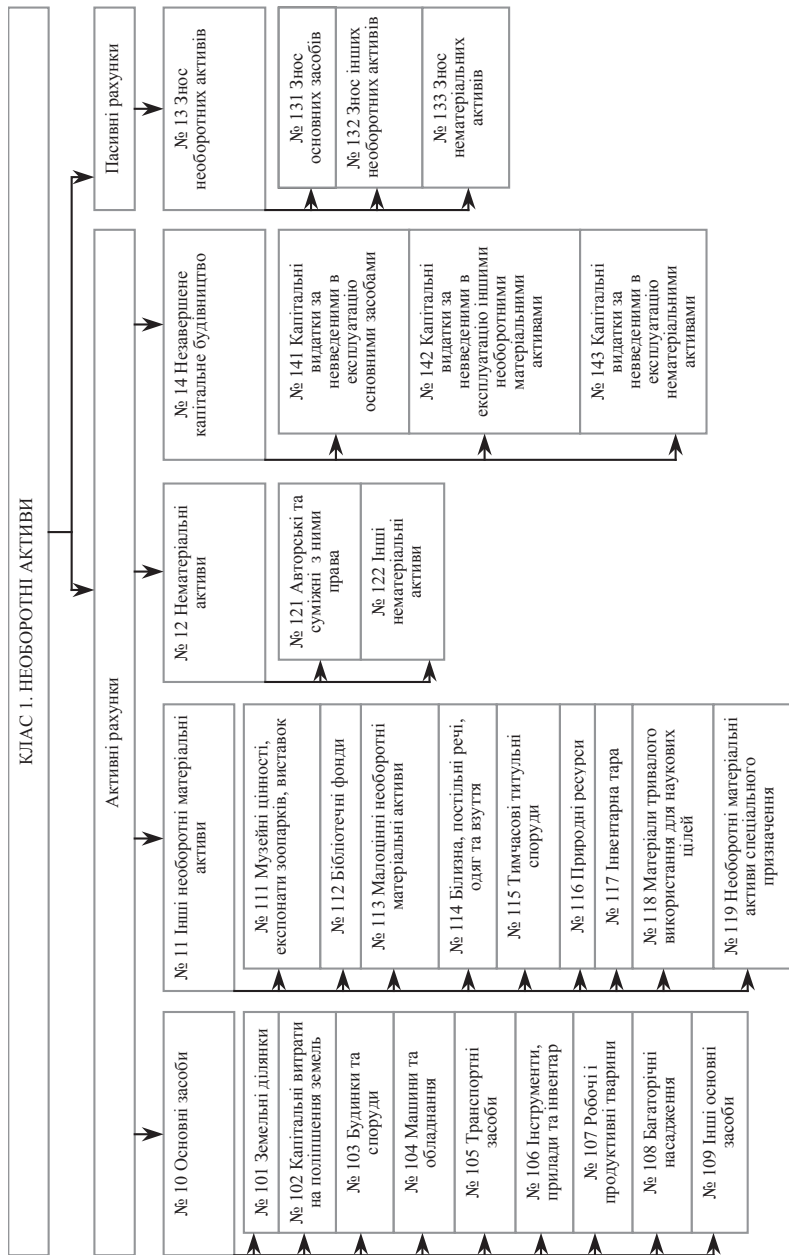 КЛАС 1. НЕОБОРОТНІ АКТИВИ
Активні рахунки
Пасивні рахунки
№ 10 Основні засоби
№ 11 Інші необоротні матеріальні
активи
№ 12 Нематеріальні
активи
№ 14 Незавершене
капітальне будівництво
№ 13 Знос
необоротних активів
№ 101 Земельні ділянки
№ 102 Капітальні витрати
на поліпшення земель
№ 103 Будинки та
споруди
№ 104 Машини та
обладнання
№ 105 Транспортні
засоби
№ 106 Інструменти,
прилади та інвентар
№ 107 Робочі і
продуктивні тварини
№ 108 Багаторічні
насадження
№ 109 Інші основні
засоби
№ 111 Музейні цінності,
експонати зоопарків, виставок
№ 112 Бібліотечні фонди
№ 113 Малоцінні необоротні
матеріальні активи
№ 114 Білизна, постільні речі,
одяг та взуття
№ 115 Тимчасові титульні
споруди
№ 116 Природні ресурси
№ 117 Інвентарна тара
№ 118 Матеріали тривалого
використання для наукових
цілей
№ 119 Необоротні матеріальні
активи спеціального
призначення
№ 121 Авторські та
суміжні з ними
права
№ 122 Інші
нематеріальні
активи
№ 141 Капітальні
видатки за
невведеними в
експлуатацію
основними засобами
№ 142 Капітальні
видатки за
невведеними в
експлуатацію іншими
необоротними
матеріальними
активами
№ 143 Капітальні
видатки за
невведеними в
експлуатацію
нематеріальними
активами
№ 131 Знос
основних засобів
№ 132 Знос інших
необоротних активів
№ 133 Знос
нематеріальних
активів